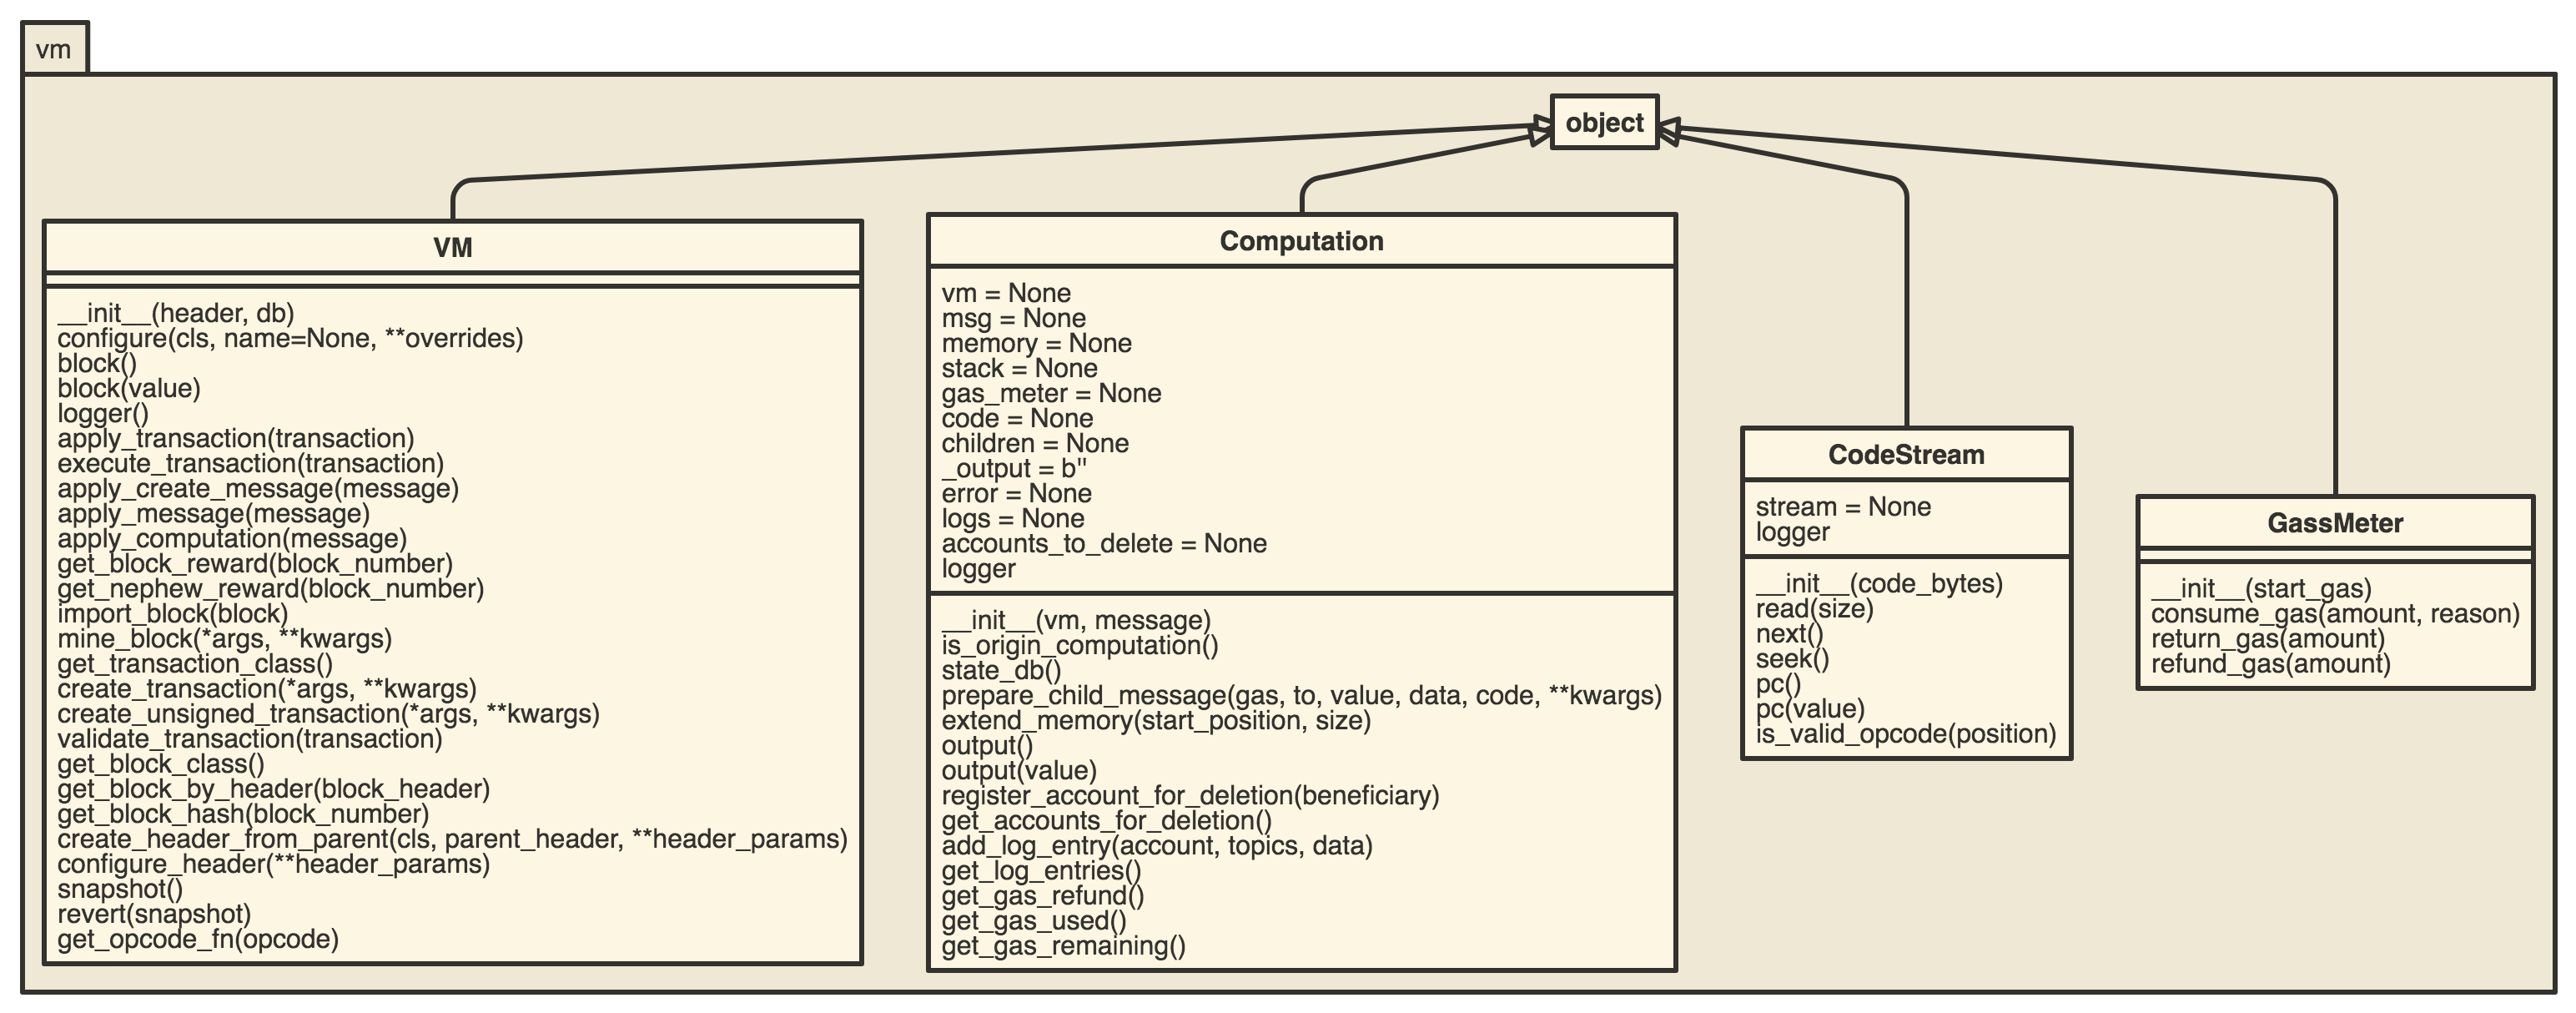 vm
object
VM
__init__(header, db)
configure(cls, name=None, **overrides)
block()
block(value)
logger()
apply_transaction(transaction)
execute_transaction(transaction)
apply_create_message(message)
apply_message(message)
apply_computation(message)
get_block_reward(block_number)
get_nephew_reward(block_number)
import_block(block)
mine_block(*args, **kwargs)
get_transaction_class()
create_transaction(*args, **kwargs)
create_unsigned_transaction(*args, **kwargs)
validate_transaction(transaction)
get_block_class()
get_block_by_header(block_header)
get_block_hash(block_number)
create_header_from_parent(cls, parent_header, **header_params)
configure_header(**header_params)
snapshot()
revert(snapshot)
get_opcode_fn(opcode)
Computation
vm = None
msg = None
memory = None
stack = None
gas_meter = None
code = None
children = None
_output = b''
error = None
logs = None
accounts_to_delete = None
logger
__init__(vm, message)
is_origin_computation()
state_db()
prepare_child_message(gas, to, value, data, code, **kwargs)
extend_memory(start_position, size)
output()
output(value)
register_account_for_deletion(beneficiary)
get_accounts_for_deletion()
add_log_entry(account, topics, data)
get_log_entries()
get_gas_refund()
get_gas_used()
get_gas_remaining()
CodeStream
stream = None
logger
__init__(code_bytes)
read(size)
next()
seek()
pc()
pc(value)
is_valid_opcode(position)
GassMeter
__init__(start_gas)
consume_gas(amount, reason)
return_gas(amount)
refund_gas(amount)